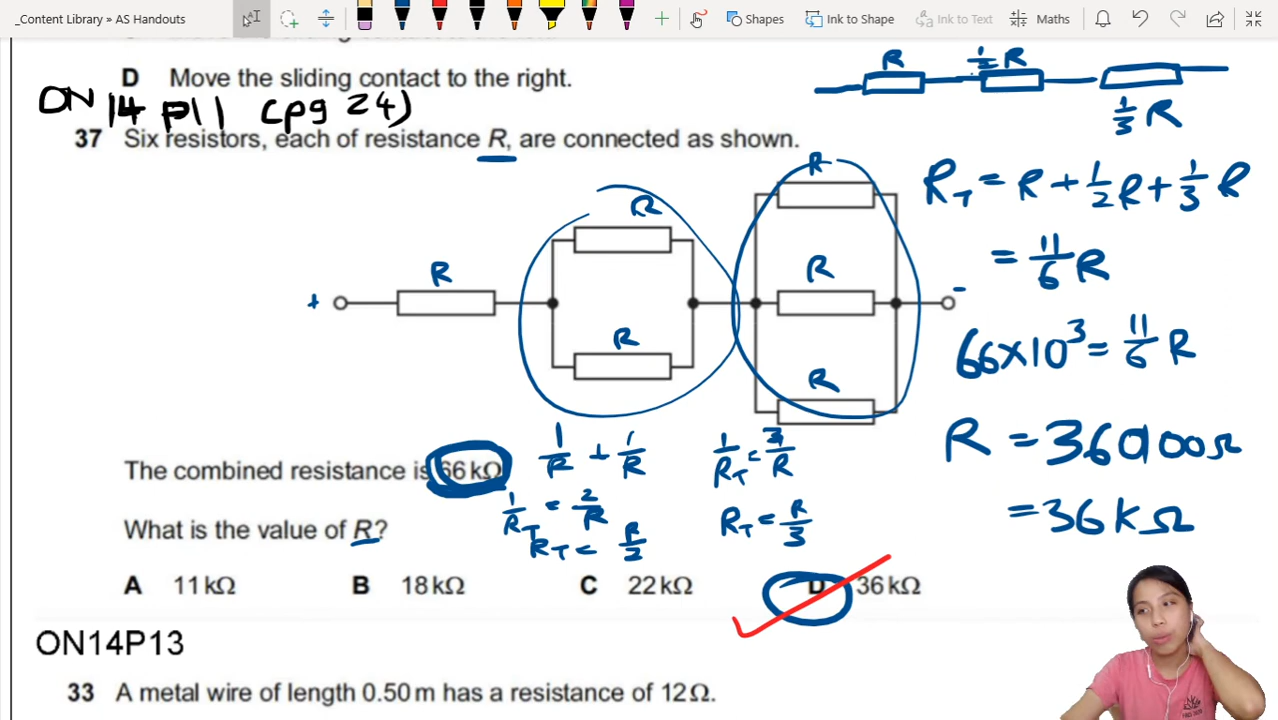 _Content Library » AS Handouts
Shapes
Ink to Shape
Ink to Text
Maths
D Move the sliding contact to the right.
ON 14 P11 (pg 24)
37 Six resistors, each of resistance R, are connected as shown.
R
R
R
R
R
R
+
-
R
1/2 R
1/3 R
R_T = R + 1/2 R + 1/3 R
= 11/6 R
66×10³ = 11/6 R
R = 36000Ω
= 36kΩ
The combined resistance is 66 kΩ
1/R + 1/R
1/R_T = 2/R
R_T = R/2
1/R_T = 3/R
R_T = R/3
What is the value of R?
A 11 kΩ B 18 kΩ C 22 kΩ D 36 kΩ
ON14P13
33 A metal wire of length 0.50 m has a resistance of 12 Ω.